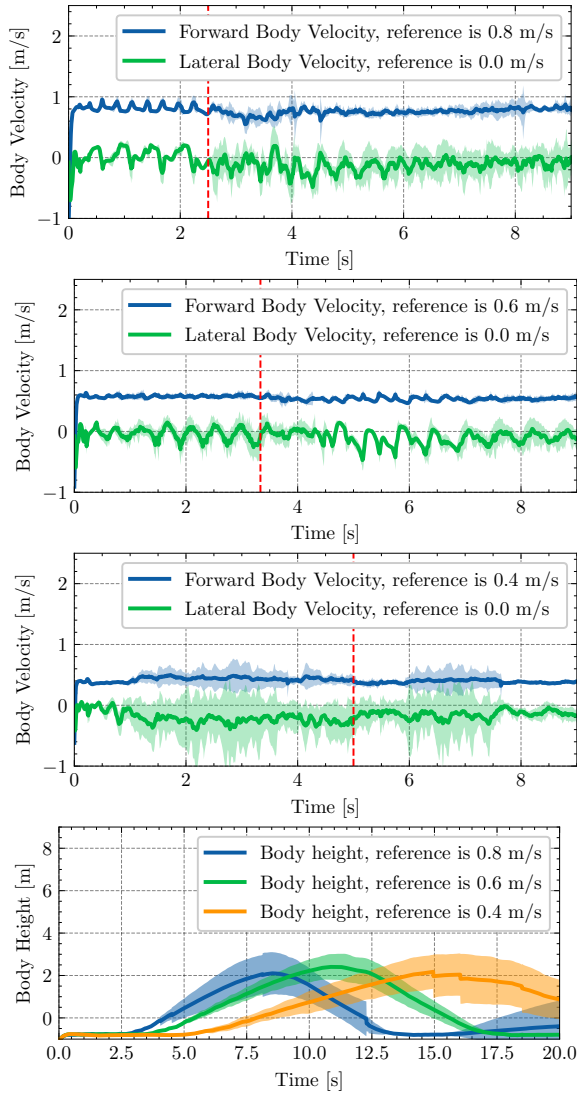 Forward Body Velocity, reference is 0.8 m/s
Lateral Body Velocity, reference is 0.0 m/s
Body Velocity [m/s]
2
1
0
−1
0 2 4 6 8
Time [s]
Forward Body Velocity, reference is 0.6 m/s
Lateral Body Velocity, reference is 0.0 m/s
Body Velocity [m/s]
2
1
0
−1
0 2 4 6 8
Time [s]
Forward Body Velocity, reference is 0.4 m/s
Lateral Body Velocity, reference is 0.0 m/s
Body Velocity [m/s]
2
1
0
−1
0 2 4 6 8
Time [s]
Body height, reference is 0.8 m/s
Body height, reference is 0.6 m/s
Body height, reference is 0.4 m/s
Body Height [m]
8
6
4
2
0
0.0 2.5 5.0 7.5 10.0 12.5 15.0 17.5 20.0
Time [s]